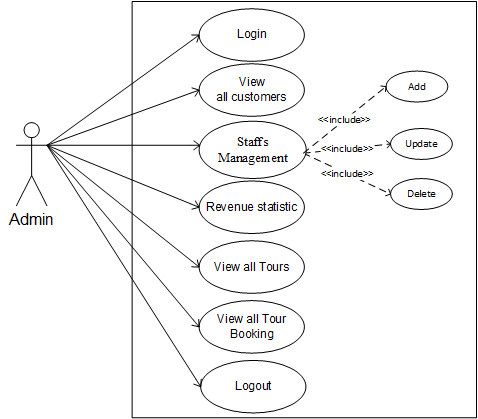 Login
View
all customers
Add
<<include>>
Staffs
Management
<<include>>
Update
<<include>>
Delete
Revenue statistic
Admin
View all Tours
View all Tour
Booking
Logout